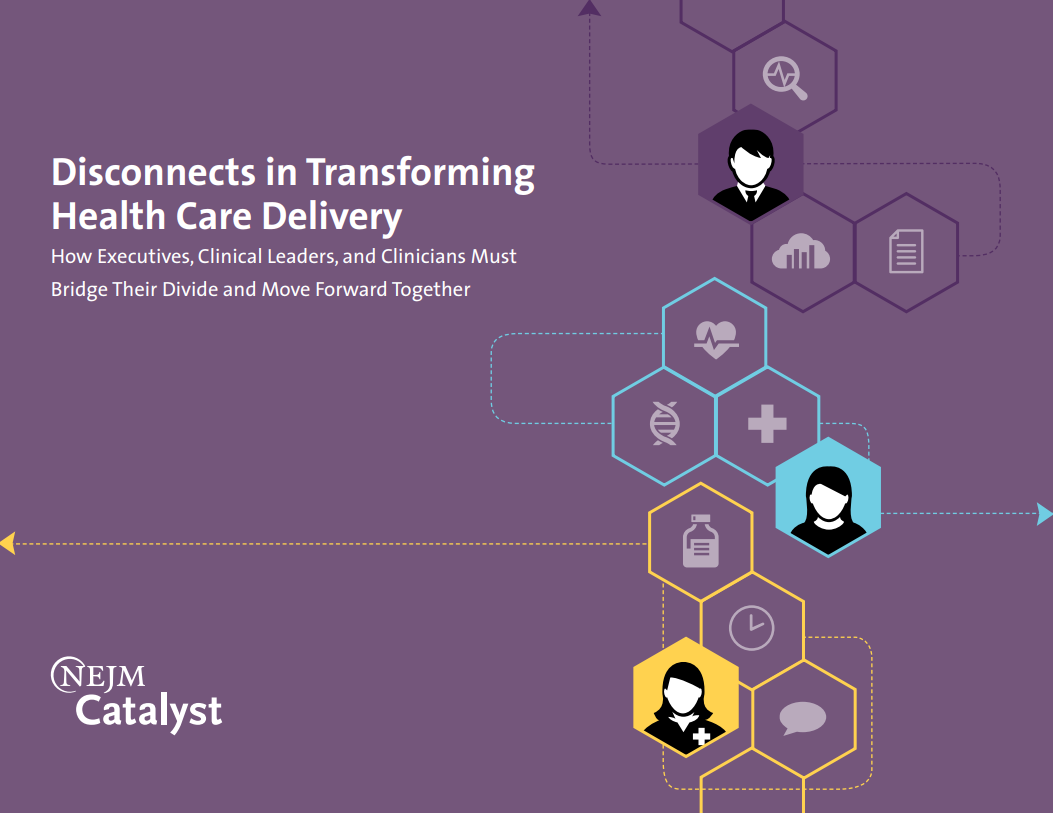 Disconnects in Transforming
Health Care Delivery
How Executives, Clinical Leaders, and Clinicians Must
Bridge Their Divide and Move Forward Together
NEJM
Catalyst